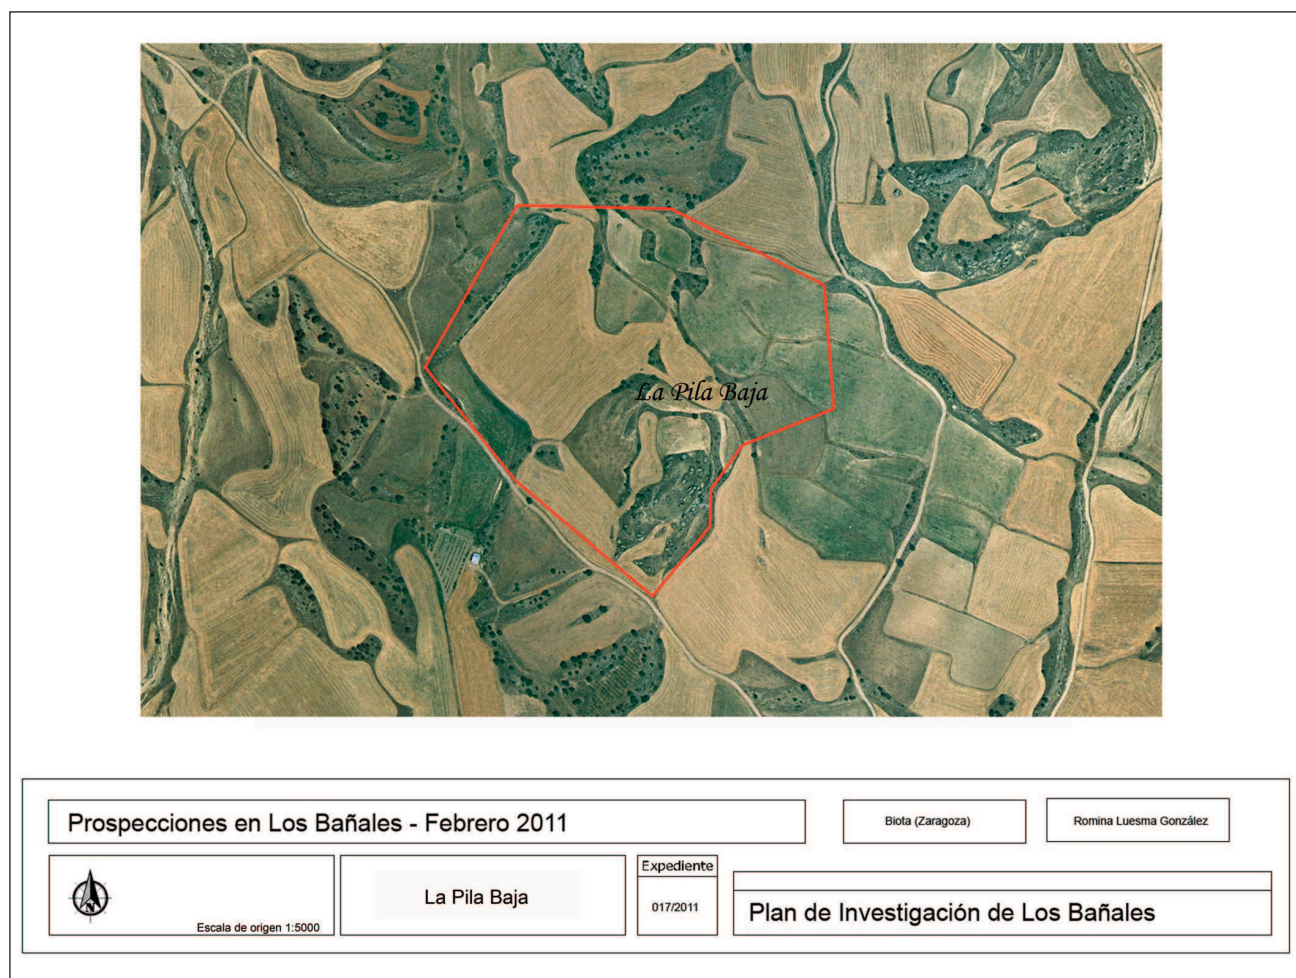 La Pila Baja
Prospecciones en Los Bañales - Febrero 2011
Biota (Zaragoza)
Romina Luesma González
N
Escala de origen 1:5000
La Pila Baja
Expediente
017/2011
Plan de Investigación de Los Bañales